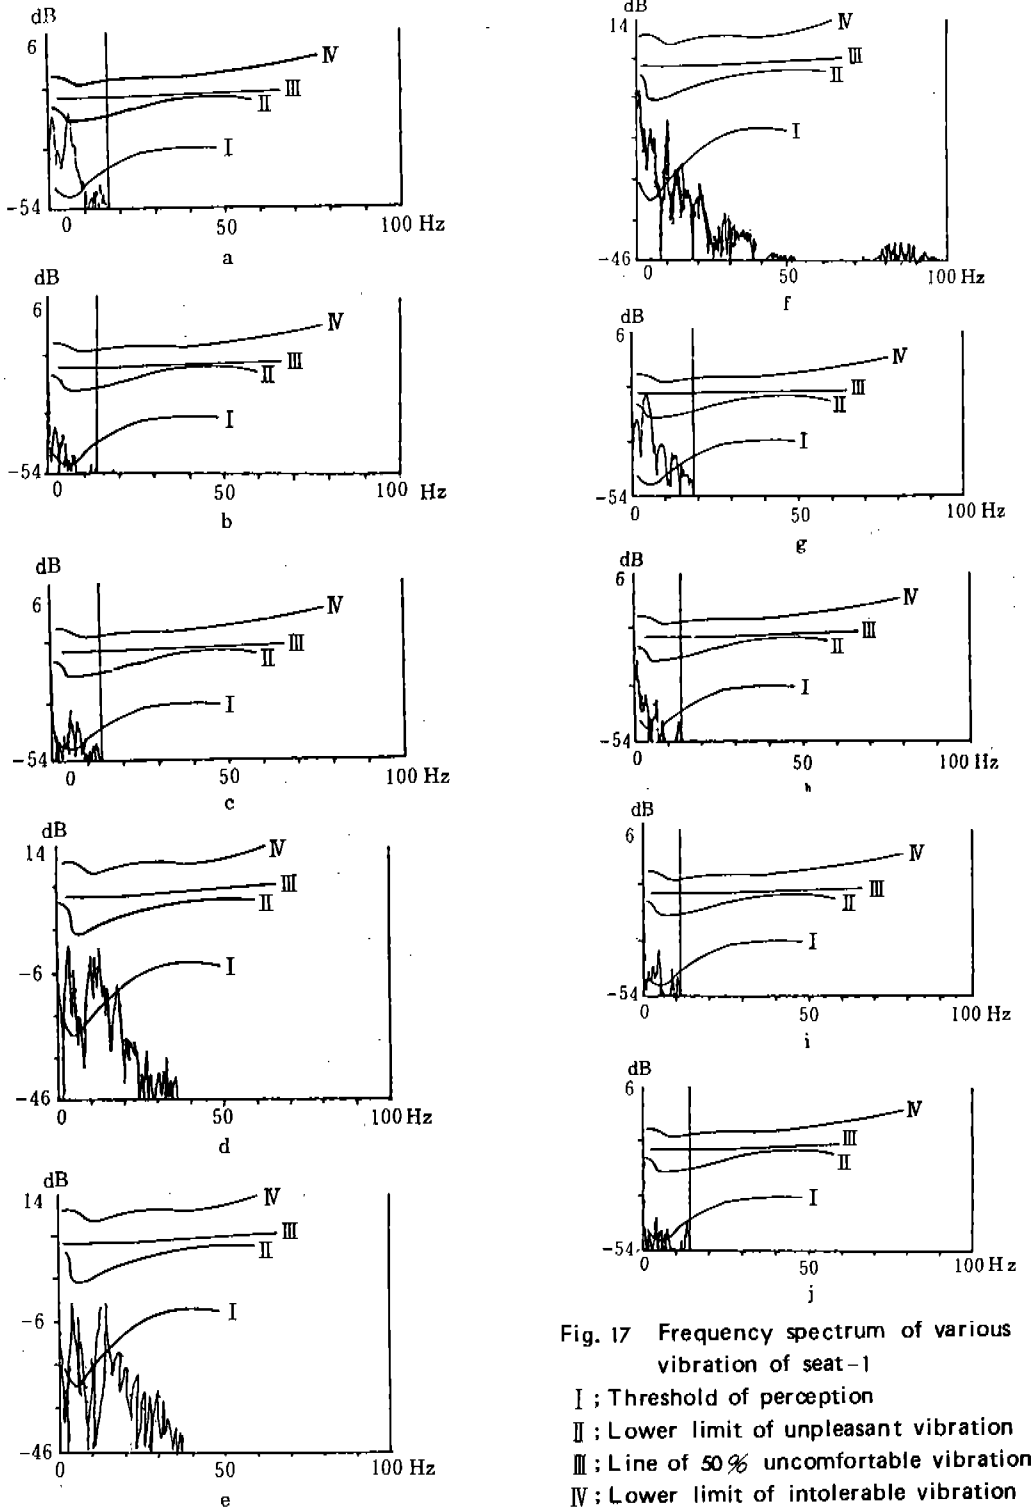 dB
6
IV
III
II
I
-54
0
50
100 Hz
a
6
IV
III
II
I
-54
0
50
100 Hz
b
dB
6
IV
III
II
I
-54
0
50
100 Hz
c
dB
14
IV
III
II
-6
I
-46
0
50
100 Hz
d
dB
14
IV
III
II
-6
I
-46
0
50
100 Hz
e
dB
14
IV
III
II
I
-46
0
50
100 Hz
f
dB
6
IV
III
II
I
-54
0
50
100 Hz
g
dB
6
IV
III
II
I
-54
0
50
100 Hz
dB
6
IV
III
II
I
-54
0
50
100 Hz
i
dB
6
IV
III
II
I
-54
0
50
100 Hz
j
Fig. 17 Frequency spectrum of various
vibration of seat-1
I ; Threshold of perception
II ; Lower limit of unpleasant vibration
III ; Line of 50% uncomfortable vibration
IV ; Lower limit of intolerable vibration